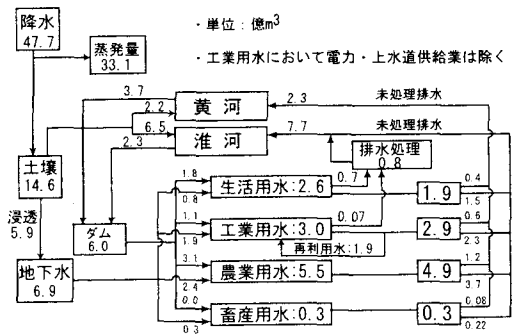 降水
47.7
・単位：億m³
蒸発量
33.1
・工業用水において電力・上水道供給業は除く
3.7
黄河
2.3
未処理排水
2.2
6.5
淮河
7.7
未処理排水
2.3
排水処理
0.8
土壌
14.6
1.8
生活用水：2.6
0.7
0.8
1.9
0.4
1.5
浸透
5.9
ダム
6.0
1.1
工業用水：3.0
0.07
1.9
2.9
0.6
2.3
再利用水：1.9
地下水
6.9
3.1
農業用水：5.5
2.4
4.9
1.2
3.7
0.0
畜産用水：0.3
0.3
0.3
0.08
0.22